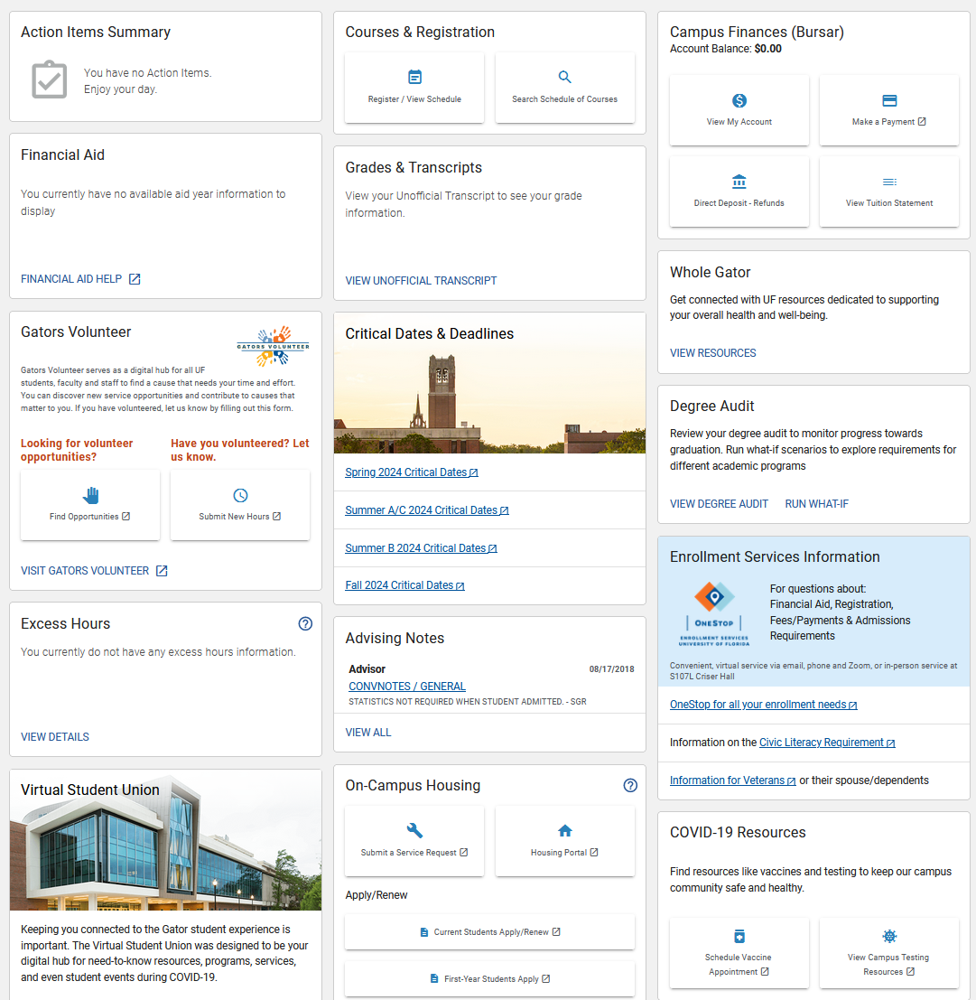 Action Items Summary
You have no Action Items.
Enjoy your day.
Financial Aid
You currently have no available aid year information to
display
FINANCIAL AID HELP
Gators Volunteer
GATORS VOLUNTEER
Gators Volunteer serves as a digital hub for all UF
students, faculty and staff to find a cause that needs your time and effort.
You can discover new service opportunities and contribute to causes that
matter to you. If you have volunteered, let us know by filling out this form.
Looking for volunteer
opportunities?
Find Opportunities
Have you volunteered? Let
us know.
Submit New Hours
VISIT GATORS VOLUNTEER
Excess Hours
You currently do not have any excess hours information.
VIEW DETAILS
Virtual Student Union
Keeping you connected to the Gator student experience is
important. The Virtual Student Union was designed to be your
digital hub for need-to-know resources, programs, services,
and even student events during COVID-19.
Courses & Registration
Register / View Schedule
Search Schedule of Courses
Grades & Transcripts
View your Unofficial Transcript to see your grade
information.
VIEW UNOFFICIAL TRANSCRIPT
Critical Dates & Deadlines
Spring 2024 Critical Dates
Summer A/C 2024 Critical Dates
Summer B 2024 Critical Dates
Fall 2024 Critical Dates
Advising Notes
Advisor 08/17/2018
CONVNOTES / GENERAL
STATISTICS NOT REQUIRED WHEN STUDENT ADMITTED. - SGR
VIEW ALL
On-Campus Housing
Submit a Service Request
Housing Portal
Apply/Renew
Current Students Apply/Renew
First-Year Students Apply
Campus Finances (Bursar)
Account Balance: $0.00
View My Account
Make a Payment
Direct Deposit - Refunds
View Tuition Statement
Whole Gator
Get connected with UF resources dedicated to supporting
your overall health and well-being.
VIEW RESOURCES
Degree Audit
Review your degree audit to monitor progress towards
graduation. Run what-if scenarios to explore requirements for
different academic programs
VIEW DEGREE AUDIT RUN WHAT-IF
Enrollment Services Information
ONESTOP
ENROLLMENT SERVICES
UNIVERSITY OF FLORIDA
For questions about:
Financial Aid, Registration,
Fees/Payments & Admissions
Requirements
Convenient, virtual service via email, phone and Zoom, or in-person service at
S107L Criser Hall
OneStop for all your enrollment needs
Information on the Civic Literacy Requirement
Information for Veterans or their spouse/dependents
COVID-19 Resources
Find resources like vaccines and testing to keep our campus
community safe and healthy.
Schedule Vaccine
Appointment
View Campus Testing
Resources